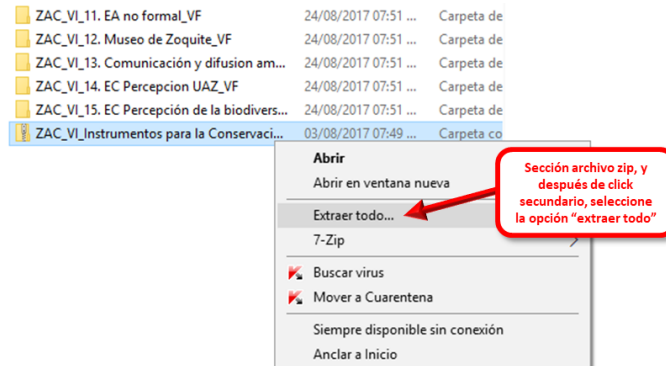 ZAC_VI_11. EA no formal_VF 24/08/2017 07:51 ... Carpeta de
ZAC_VI_12. Museo de Zoquite_VF 24/08/2017 07:51 ... Carpeta de
ZAC_VI_13. Comunicación y difusion am... 24/08/2017 07:51 ... Carpeta de
ZAC_VI_14. EC Percepcion UAZ_VF 24/08/2017 07:51 ... Carpeta de
ZAC_VI_15. EC Percepción de la biodivers... 24/08/2017 07:51 ... Carpeta de
ZAC_VI_Instrumentos para la Conservaci... 03/08/2017 07:49 ... Carpeta co
Abrir
Abrir en ventana nueva
Extraer todo...
7-Zip
Buscar virus
Mover a Cuarentena
Siempre disponible sin conexión
Anclar a Inicio
Sección archivo zip, y
después de click
secundario, seleccione
la opción “extraer todo”